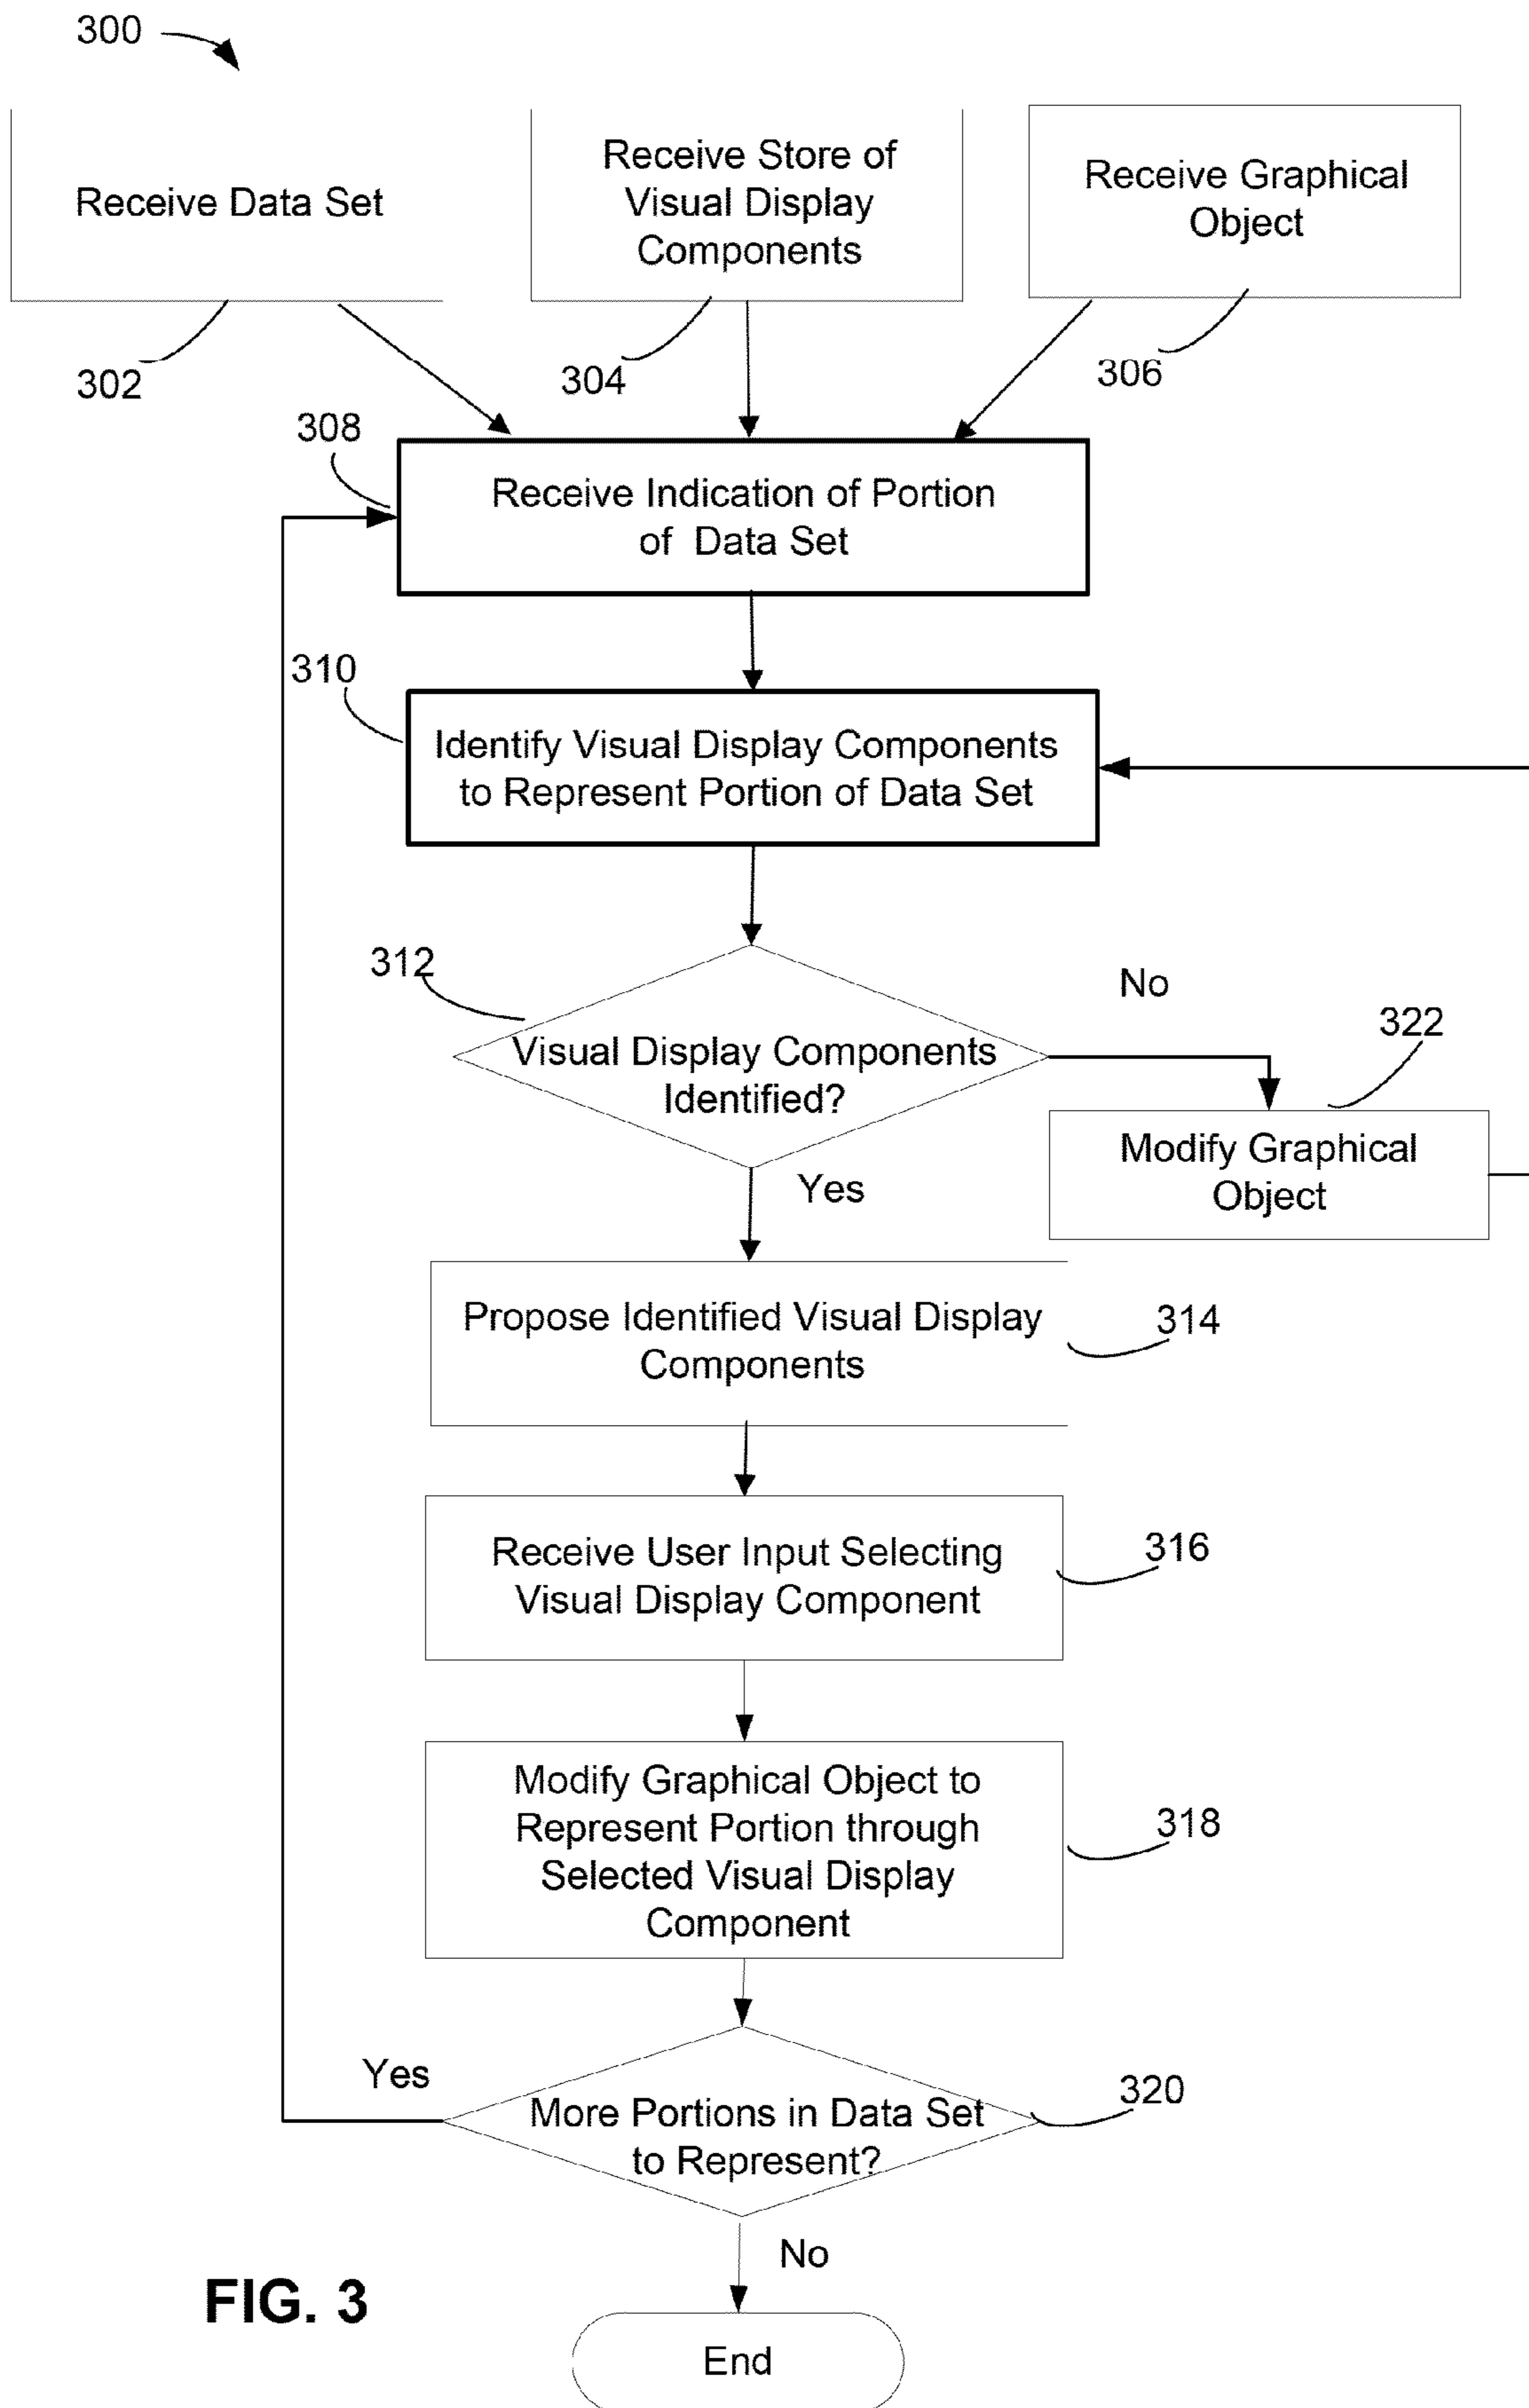 300
Receive Data Set
302
Receive Store of
Visual Display
Components
304
Receive Graphical
Object
306
308
Receive Indication of Portion
of Data Set
310
Identify Visual Display Components
to Represent Portion of Data Set
312
Visual Display Components
Identified?
No
322
Modify Graphical
Object
Yes
Propose Identified Visual Display
Components
314
Receive User Input Selecting
Visual Display Component
316
Modify Graphical Object to
Represent Portion through
Selected Visual Display
Component
318
Yes
More Portions in Data Set
to Represent?
320
No
FIG. 3
End